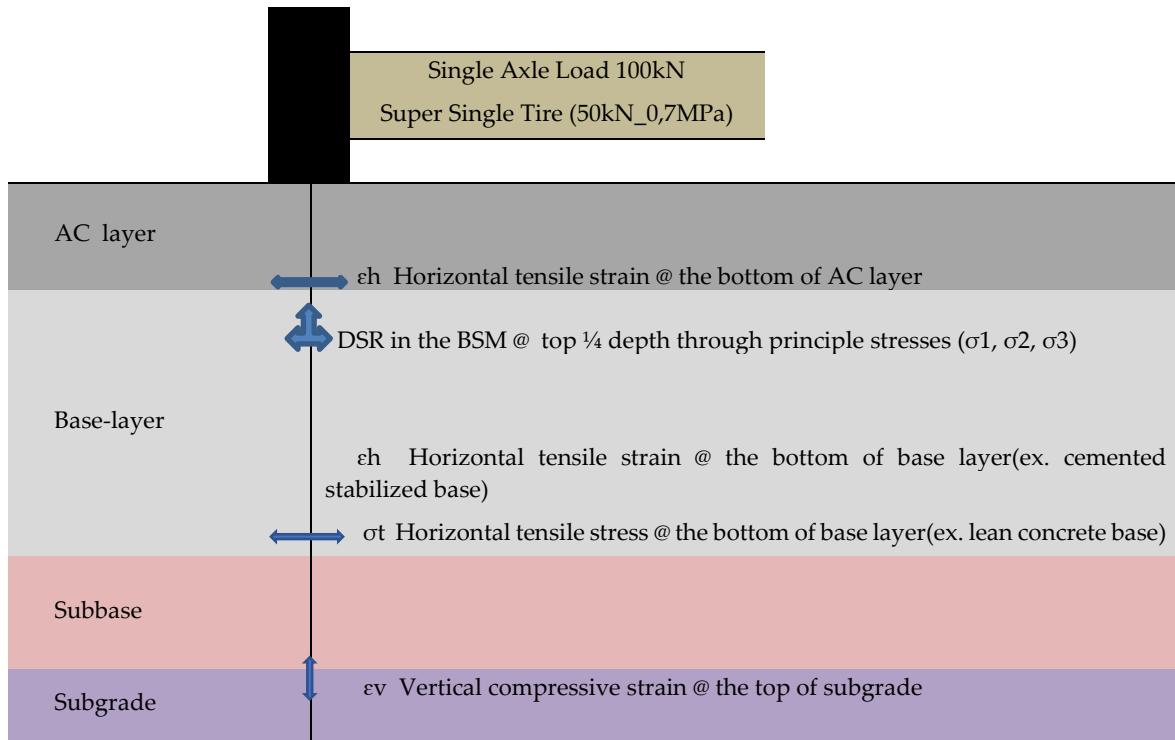 Single Axle Load 100kN
Super Single Tire (50kN_0,7MPa)
AC layer
εh Horizontal tensile strain @ the bottom of AC layer
DSR in the BSM @ top ¼ depth through principle stresses (σ1, σ2, σ3)
Base-layer
εh Horizontal tensile strain @ the bottom of base layer(ex. cemented
stabilized base)
σt Horizontal tensile stress @ the bottom of base layer(ex. lean concrete base)
Subbase
εv Vertical compressive strain @ the top of subgrade
Subgrade